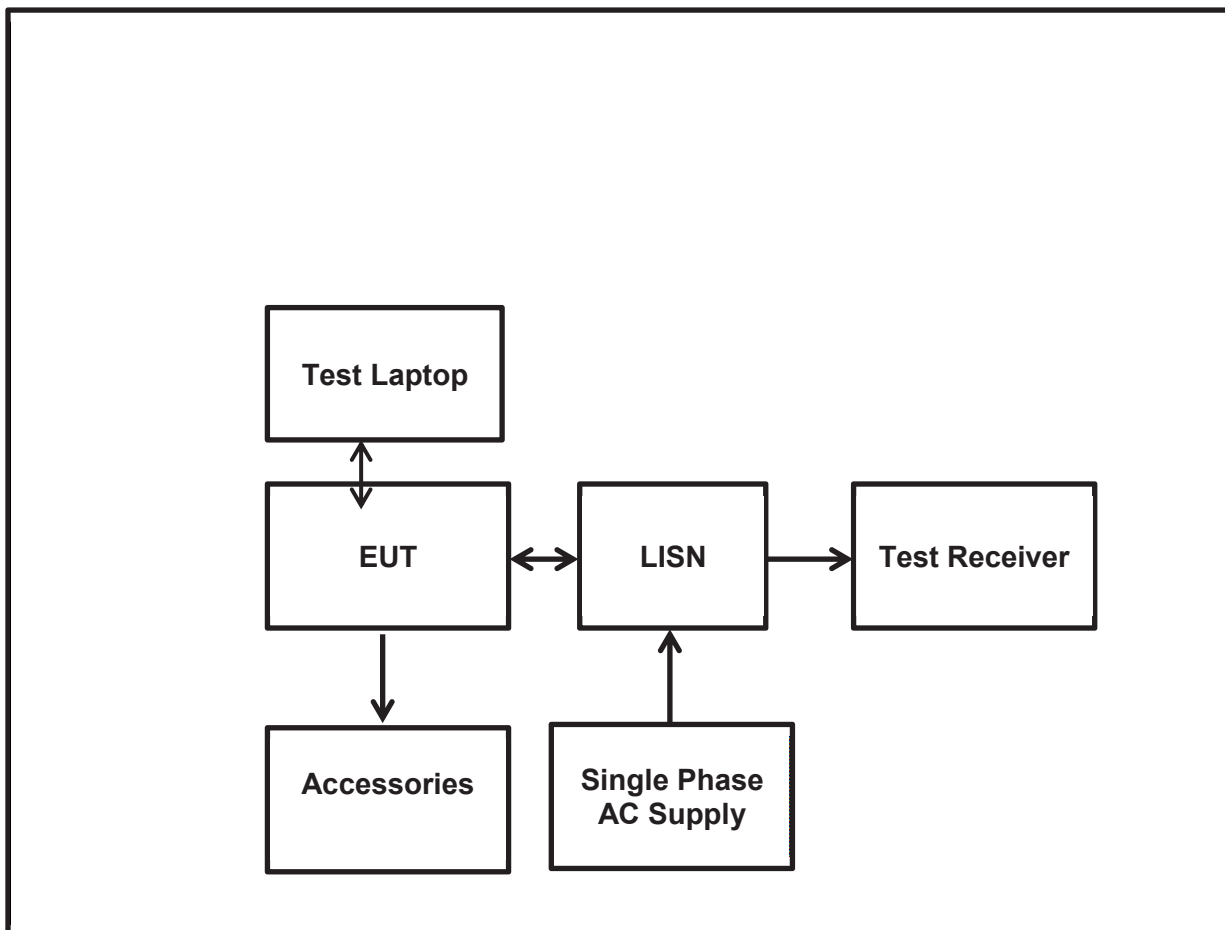 Test Laptop
EUT
LISN
Test Receiver
Accessories
Single Phase
AC Supply